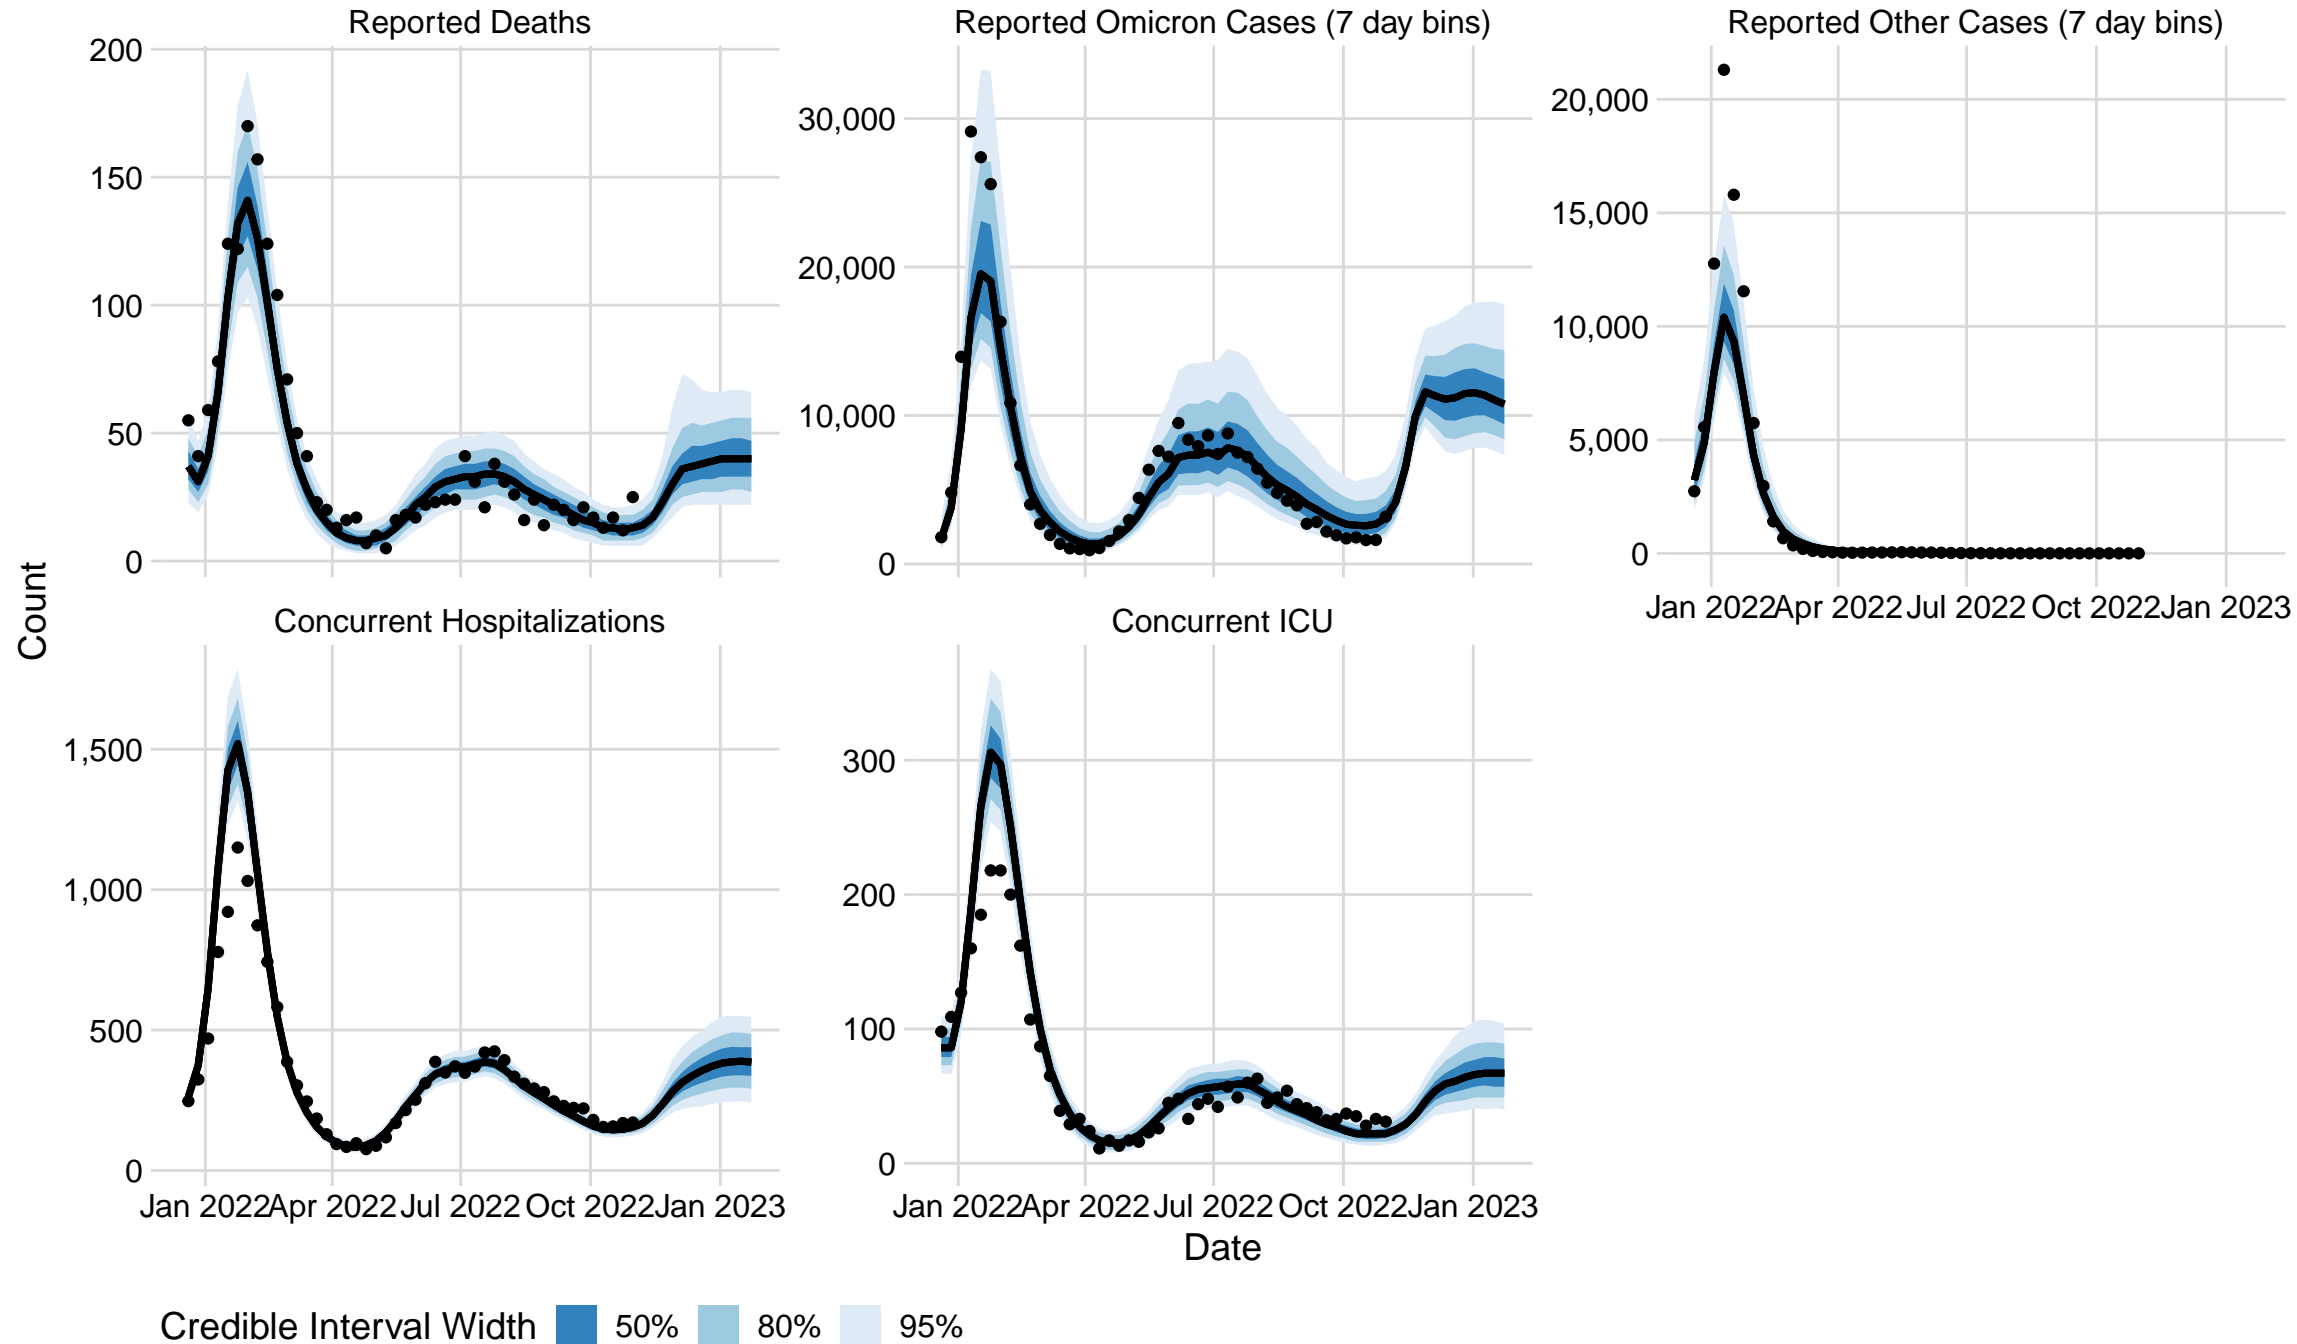 Reported Deaths
Reported Omicron Cases (7 day bins)
Reported Other Cases (7 day bins)
200
150
100
50
0
30,000
20,000
10,000
0
20,000
15,000
10,000
5,000
0
Jan 2022 Apr 2022 Jul 2022 Oct 2022 Jan 2023
Count
Concurrent Hospitalizations
Concurrent ICU
1,500
1,000
500
0
300
200
100
0
Jan 2022 Apr 2022 Jul 2022 Oct 2022 Jan 2023
Jan 2022 Apr 2022 Jul 2022 Oct 2022 Jan 2023
Date
Credible Interval Width 50% 80% 95%